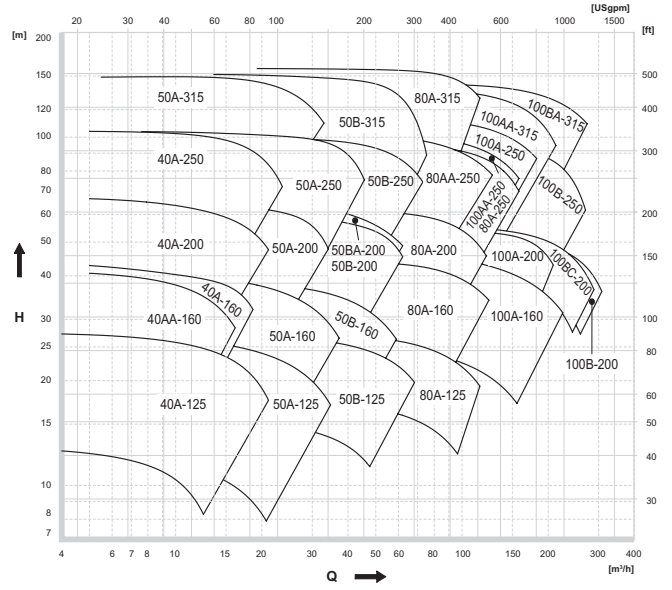 [USgpm]
20 30 40 50 60 80 100 200 300 400 600 1000 1500
[m]
[ft]
200
150
120
100
80
70
60
50
40
30
25
20
15
10
8
7
500
400
300
200
150
100
80
60
50
30
H
50A-315
50B-315
80A-315
100BA-315
100AA-315
100A-250
40A-250
50A-250
50B-250
80AA-250
100AA-250
80A-250
100B-250
40A-200
50A-200
50BA-200
50B-200
80A-200
100A-200
100BC-200
40A-160
40AA-160
50A-160
50B-160
80A-160
100A-160
100B-200
40A-125
50A-125
50B-125
80A-125
4 6 7 8 10 15 20 30 40 50 60 80 100 150 200 300 400
Q
[m³/h]